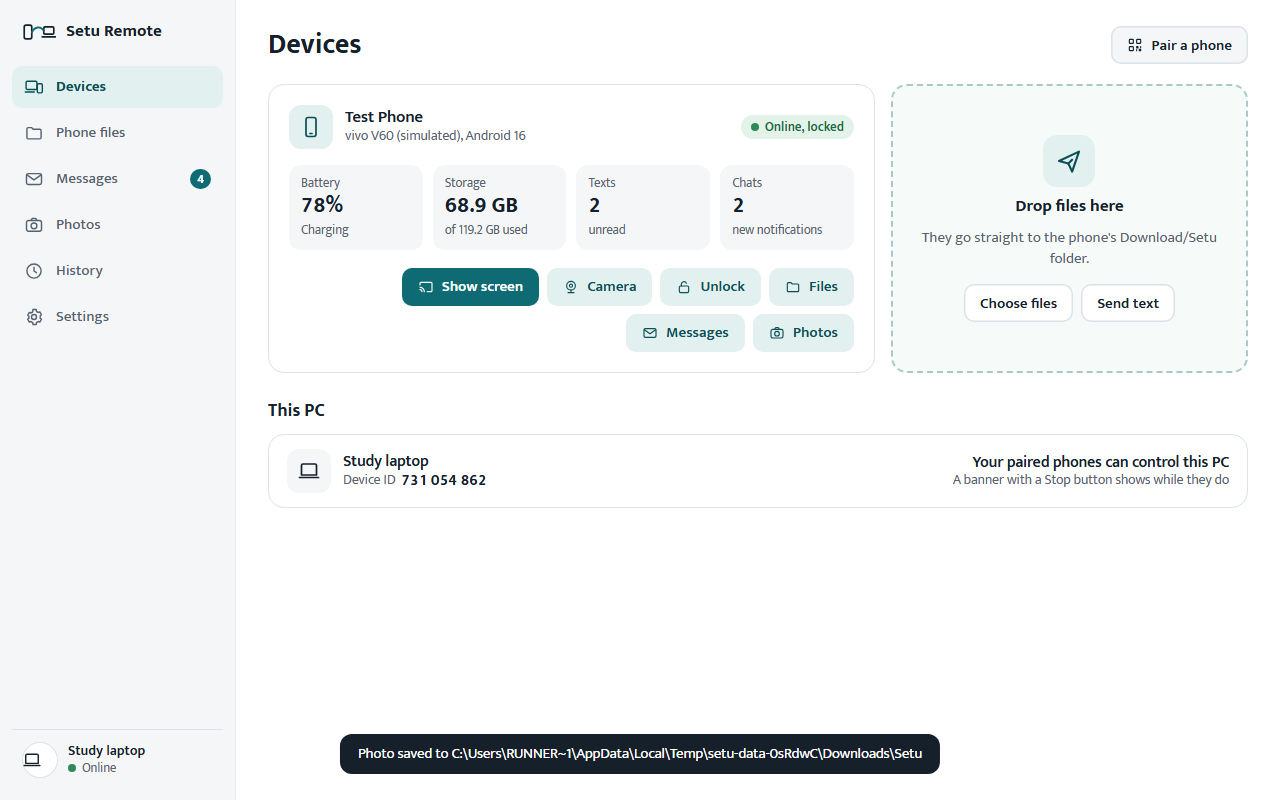 Setu Remote
Devices
Phone files
Messages
4
Photos
History
Settings
Study laptop
Online
Devices
Pair a phone
Test Phone
vivo V60 (simulated), Android 16
Online, locked
Battery
78%
Charging
Storage
68.9 GB
of 119.2 GB used
Texts
2
unread
Chats
2
new notifications
Show screen
Camera
Unlock
Files
Messages
Photos
Drop files here
They go straight to the phone's Download/Setu
folder.
Choose files
Send text
This PC
Study laptop
Device ID 731 054 862
Your paired phones can control this PC
A banner with a Stop button shows while they do
Photo saved to C:\Users\RUNNER~1\AppData\Local\Temp\setu-data-0sRdwC\Downloads\Setu